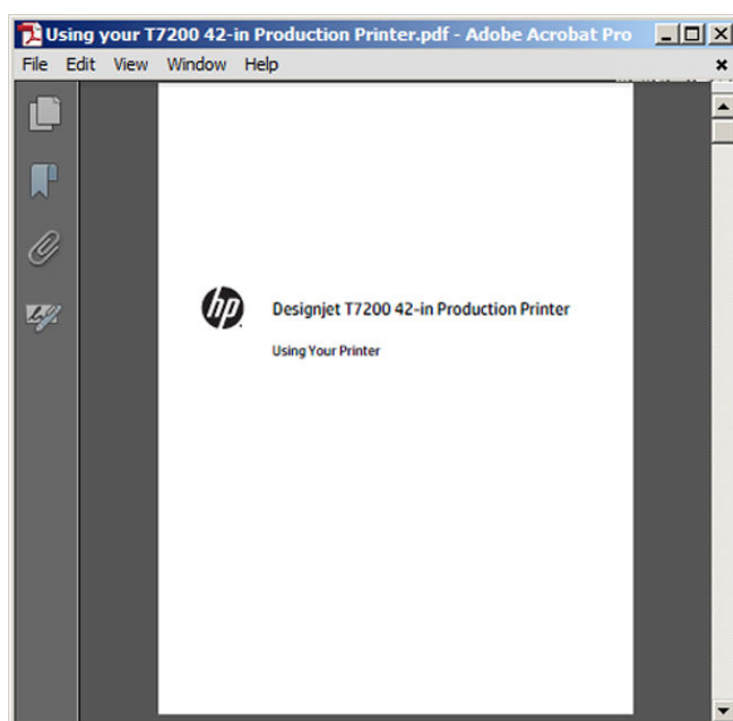 Using your T7200 42-in Production Printer.pdf - Adobe Acrobat Pro
File Edit View Window Help
hp
Designjet T7200 42-in Production Printer
Using Your Printer